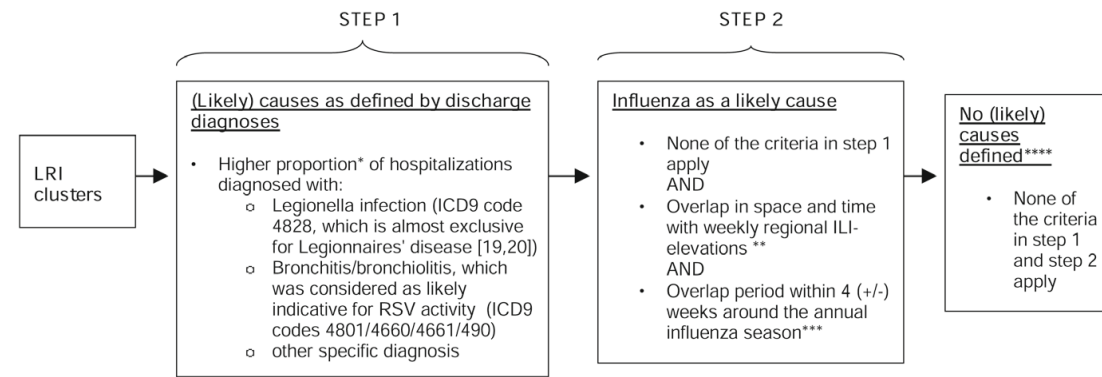 STEP 1
STEP 2
LRI
clusters
(Likely) causes as defined by discharge
diagnoses
• Higher proportion* of hospitalizations
diagnosed with:
Legionella infection (ICD9 code
4828, which is almost exclusive
for Legionnaires' disease [19,20])
Bronchitis/bronchiolitis, which
was considered as likely
indicative for RSV activity (ICD9
codes 4801/4660/4661/490)
other specific diagnosis
Influenza as a likely cause
• None of the criteria in step 1
apply
AND
• Overlap in space and time
with weekly regional ILI-
elevations **
AND
• Overlap period within 4 (+/-)
weeks around the annual
influenza season***
No (likely)
causes
defined****
• None of
the criteria
in step 1
and step 2
apply